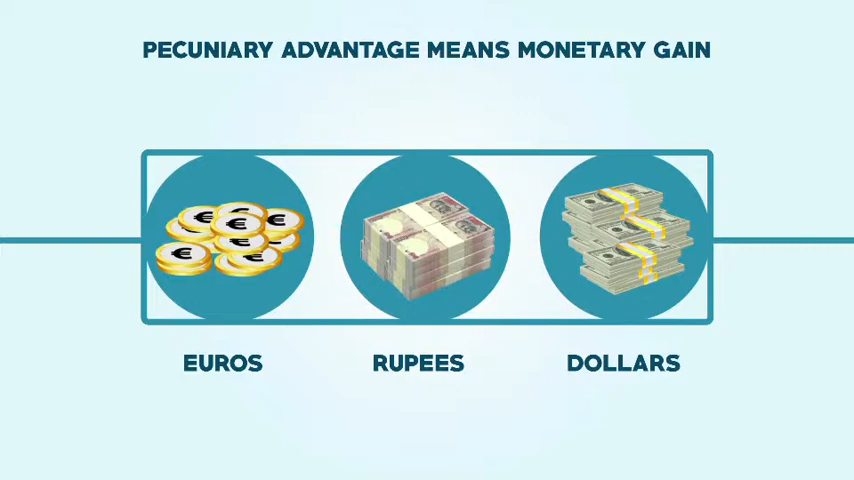 PECUNIARY ADVANTAGE MEANS MONETARY GAIN
€ € € € € €
EUROS RUPEES DOLLARS